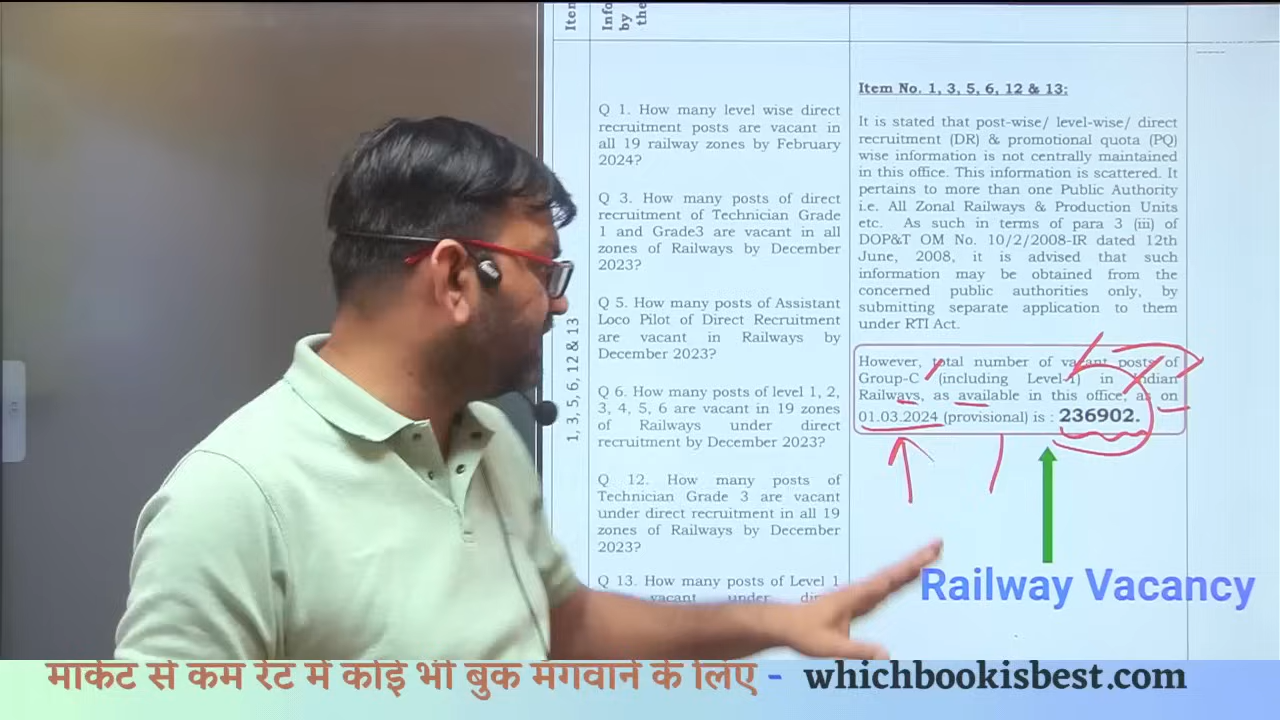 Item
Info
by
the
1, 3, 5, 6, 12 & 13
Q 1. How many level wise direct
recruitment posts are vacant in
all 19 railway zones by February
2024?
Q 3. How many posts of direct
recruitment of Technician Grade
1 and Grade3 are vacant in all
zones of Railways by December
2023?
Q 5. How many posts of Assistant
Loco Pilot of Direct Recruitment
are vacant in Railways by
December 2023?
Q 6. How many posts of level 1, 2,
3, 4, 5, 6 are vacant in 19 zones
of Railways under direct
recruitment by December 2023?
Q 12. How many posts of
Technician Grade 3 are vacant
under direct recruitment in all 19
zones of Railways by December
2023?
Q 13. How many posts of Level 1
vacant under
Item No. 1, 3, 5, 6, 12 & 13:
It is stated that post-wise/ level-wise/ direct
recruitment (DR) & promotional quota (PQ)
wise information is not centrally maintained
in this office. This information is scattered. It
pertains to more than one Public Authority
i.e. All Zonal Railways & Production Units
etc. As such in terms of para 3 (iii) of
DOP&T OM No. 10/2/2008-IR dated 12th
June, 2008, it is advised that such
information may be obtained from the
concerned public authorities only, by
submitting separate application to them
under RTI Act.
However, total number of vacant posts of
Group-C (including Level-1) in Indian
Railways, as available in this office, as on
01.03.2024 (provisional) is : 236902.
Railway Vacancy
मार्केट से कम रेट में कोई भी बुक मंगवाने के लिए - whichbookisbest.com